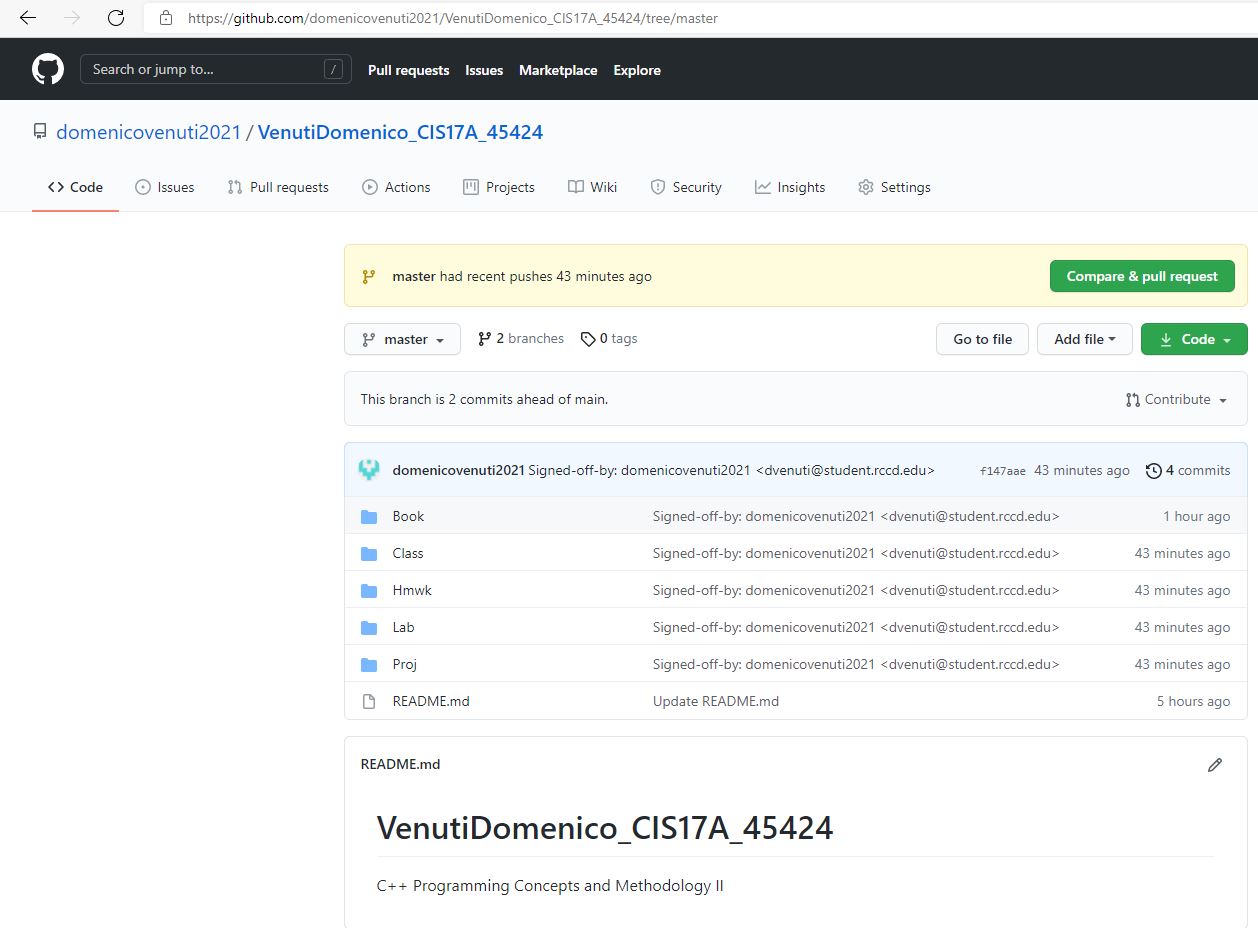 https://github.com/domenicovenuti2021/VenutiDomenico_CIS17A_45424/tree/master
Search or jump to... / Pull requests Issues Marketplace Explore
domenicovenuti2021 / VenutiDomenico_CIS17A_45424
Code Issues Pull requests Actions Projects Wiki Security Insights Settings
master had recent pushes 43 minutes ago Compare & pull request
master 2 branches 0 tags Go to file Add file Code
This branch is 2 commits ahead of main. Contribute
domenicovenuti2021 Signed-off-by: domenicovenuti2021 <dvenuti@student.rccd.edu> f147aae 43 minutes ago 4 commits
Book Signed-off-by: domenicovenuti2021 <dvenuti@student.rccd.edu> 1 hour ago
Class Signed-off-by: domenicovenuti2021 <dvenuti@student.rccd.edu> 43 minutes ago
Hmwk Signed-off-by: domenicovenuti2021 <dvenuti@student.rccd.edu> 43 minutes ago
Lab Signed-off-by: domenicovenuti2021 <dvenuti@student.rccd.edu> 43 minutes ago
Proj Signed-off-by: domenicovenuti2021 <dvenuti@student.rccd.edu> 43 minutes ago
README.md Update README.md 5 hours ago
README.md
VenutiDomenico_CIS17A_45424
C++ Programming Concepts and Methodology II